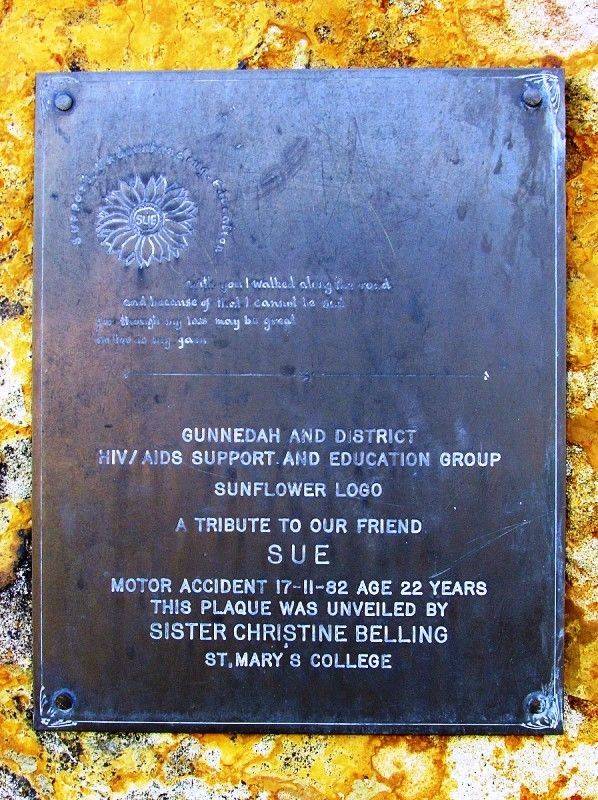 SUE
with you I walked along the road
and because of that I cannot be sad
for though my loss may be great
my gain
GUNNEDAH AND DISTRICT
HIV/AIDS SUPPORT AND EDUCATION GROUP
SUNFLOWER LOGO
A TRIBUTE TO OUR FRIEND
SUE
MOTOR ACCIDENT 17-11-82 AGE 22 YEARS
THIS PLAQUE WAS UNVEILED BY
SISTER CHRISTINE BELLING
ST. MARY'S COLLEGE